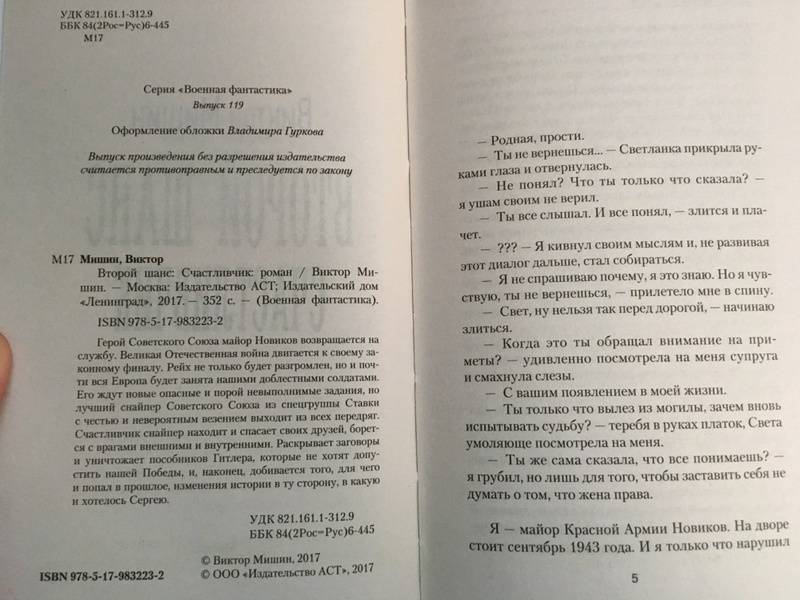 УДК 821.161.1-312.9
ББК 84(2Рос=Рус)6-445
М17
Серия «Военная фантастика»
Выпуск 119
Оформление обложки Владимира Гуркова
Выпуск произведения без разрешения издательства
считается противоправным и преследуется по закону
М17 Мишин, Виктор
Второй шанс: Счастливчик: роман / Виктор Ми-
шин. — Москва: Издательство АСТ; Издательский дом
«Ленинград», 2017. — 352 с. — (Военная фантастика).
ISBN 978-5-17-983223-2
Герой Советского Союза майор Новиков возвращается на
службу. Великая Отечественная война двигается к своему за-
конному финалу. Рейх не только будет разгромлен, но и поч-
ти вся Европа будет занята нашими доблестными солдатами.
Его ждут новые опасные и порой невыполнимые задания, но
лучший снайпер Советского Союза из спецгруппы Ставки
с честью и невероятным везением выходит из всех передряг.
Счастливчик снайпер находит и спасает своих друзей, борет-
ся с врагами внешними и внутренними. Раскрывает заговоры
и уничтожает пособников Гитлера, которые не хотят допу-
стить нашей Победы, и, наконец, добивается того, для чего
и попал в прошлое, изменения истории в ту сторону, в какую
и хотелось Сергею.
УДК 821.161.1-312.9
ББК 84(2Рос=Рус)6-445
© Виктор Мишин, 2017
ISBN 978-5-17-983223-2 © ООО «Издательство АСТ», 2017
— Родная, прости.
— Ты не вернешься... — Светланка прикрыла ру-
ками глаза и отвернулась.
— Не понял? Что ты только что сказала? —
я ушам своим не верил.
— Ты все слышал. И все понял, — злится и пла-
чет.
— ??? — Я кивнул своим мыслям и, не развивая
этот диалог дальше, стал собираться.
— Я не спрашиваю почему, я это знаю. Но я чув-
ствую, ты не вернешься, — прилетело мне в спину.
— Свет, ну нельзя так перед дорогой, — начинаю
злиться.
— Когда это ты обращал внимание на при-
меты? — удивленно посмотрела на меня супруга
и смахнула слезы.
— С вашим появлением в моей жизни.
— Ты только что вылез из могилы, зачем вновь
испытывать судьбу? — теребя в руках платок, Света
умоляюще посмотрела на меня.
— Ты же сама сказала, что все понимаешь? —
я грубил, но лишь для того, чтобы заставить себя не
думать о том, что жена права.
Я — майор Красной Армии Новиков. На дворе
стоит сентябрь 1943 года. И я только что нарушил
5